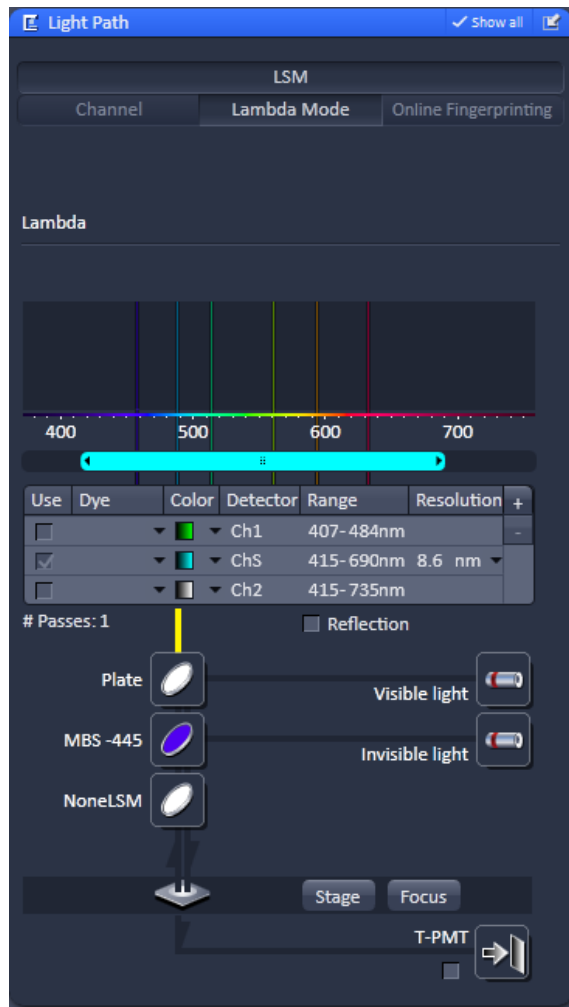 Light Path Show all
LSM
Channel Lambda Mode Online Fingerprinting
Lambda
400 500 600 700
Use Dye Color Detector Range Resolution +
Ch1 407-484nm -
ChS 415-690nm 8.6 nm
Ch2 415-735nm
# Passes: 1 Reflection
Plate Visible light
MBS -445 Invisible light
NoneLSM
Stage Focus
T-PMT